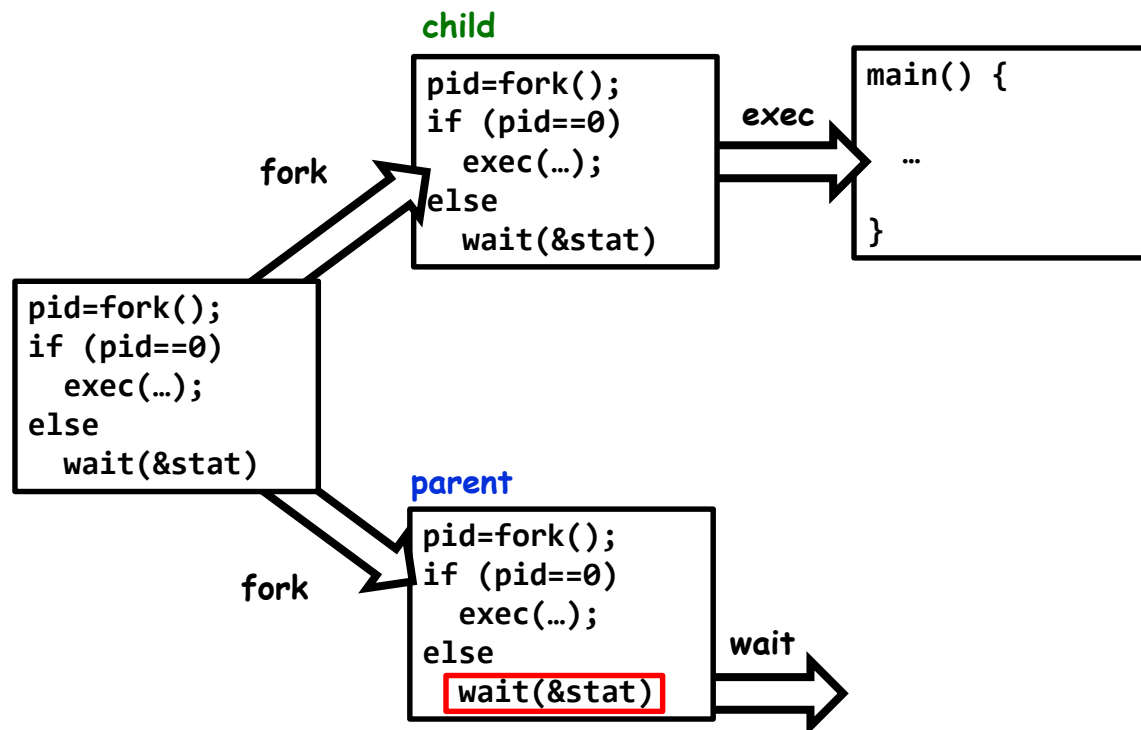 child
pid=fork();
if (pid==0)
  exec(…);
else
  wait(&stat)
exec
main() {
  …
}
fork
pid=fork();
if (pid==0)
  exec(…);
else
  wait(&stat)
fork
parent
pid=fork();
if (pid==0)
  exec(…);
else
  wait(&stat)
wait